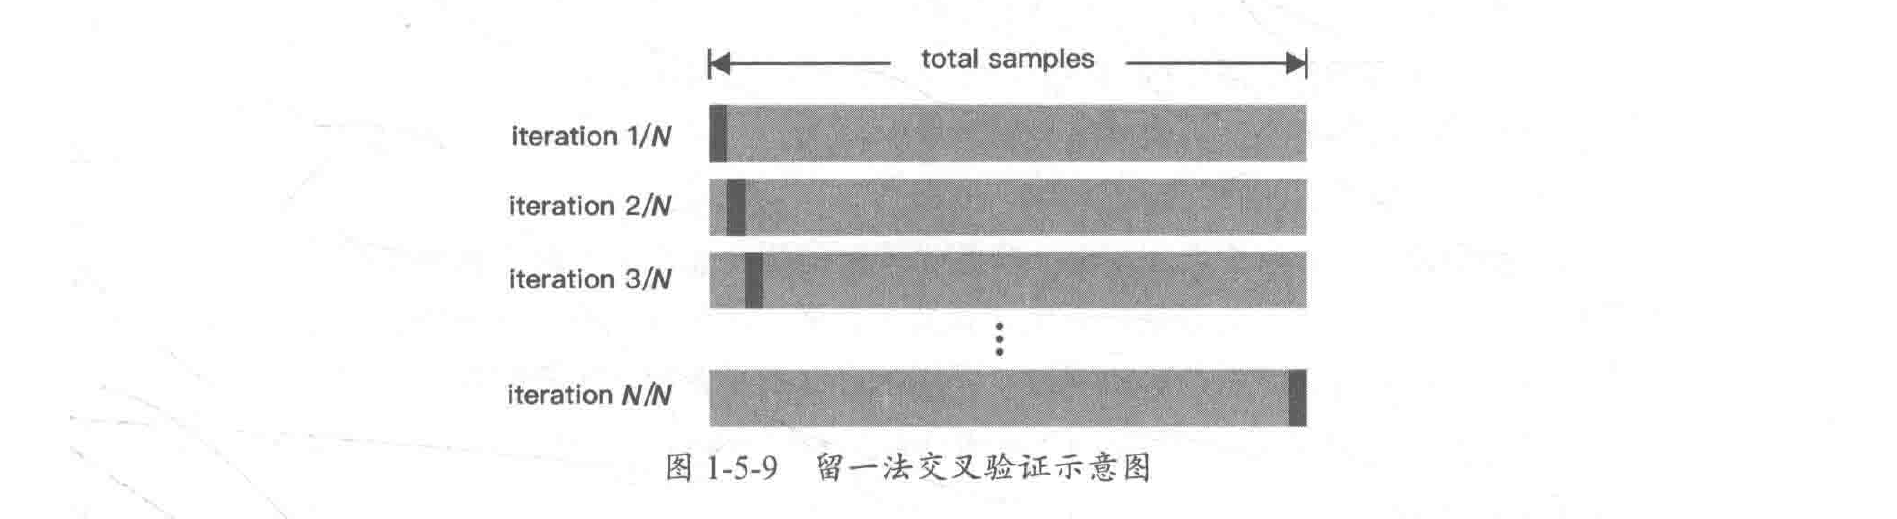 total samples
iteration 1/N
iteration 2/N
iteration 3/N
iteration N/N
图 1-5-9 留一法交叉验证示意图